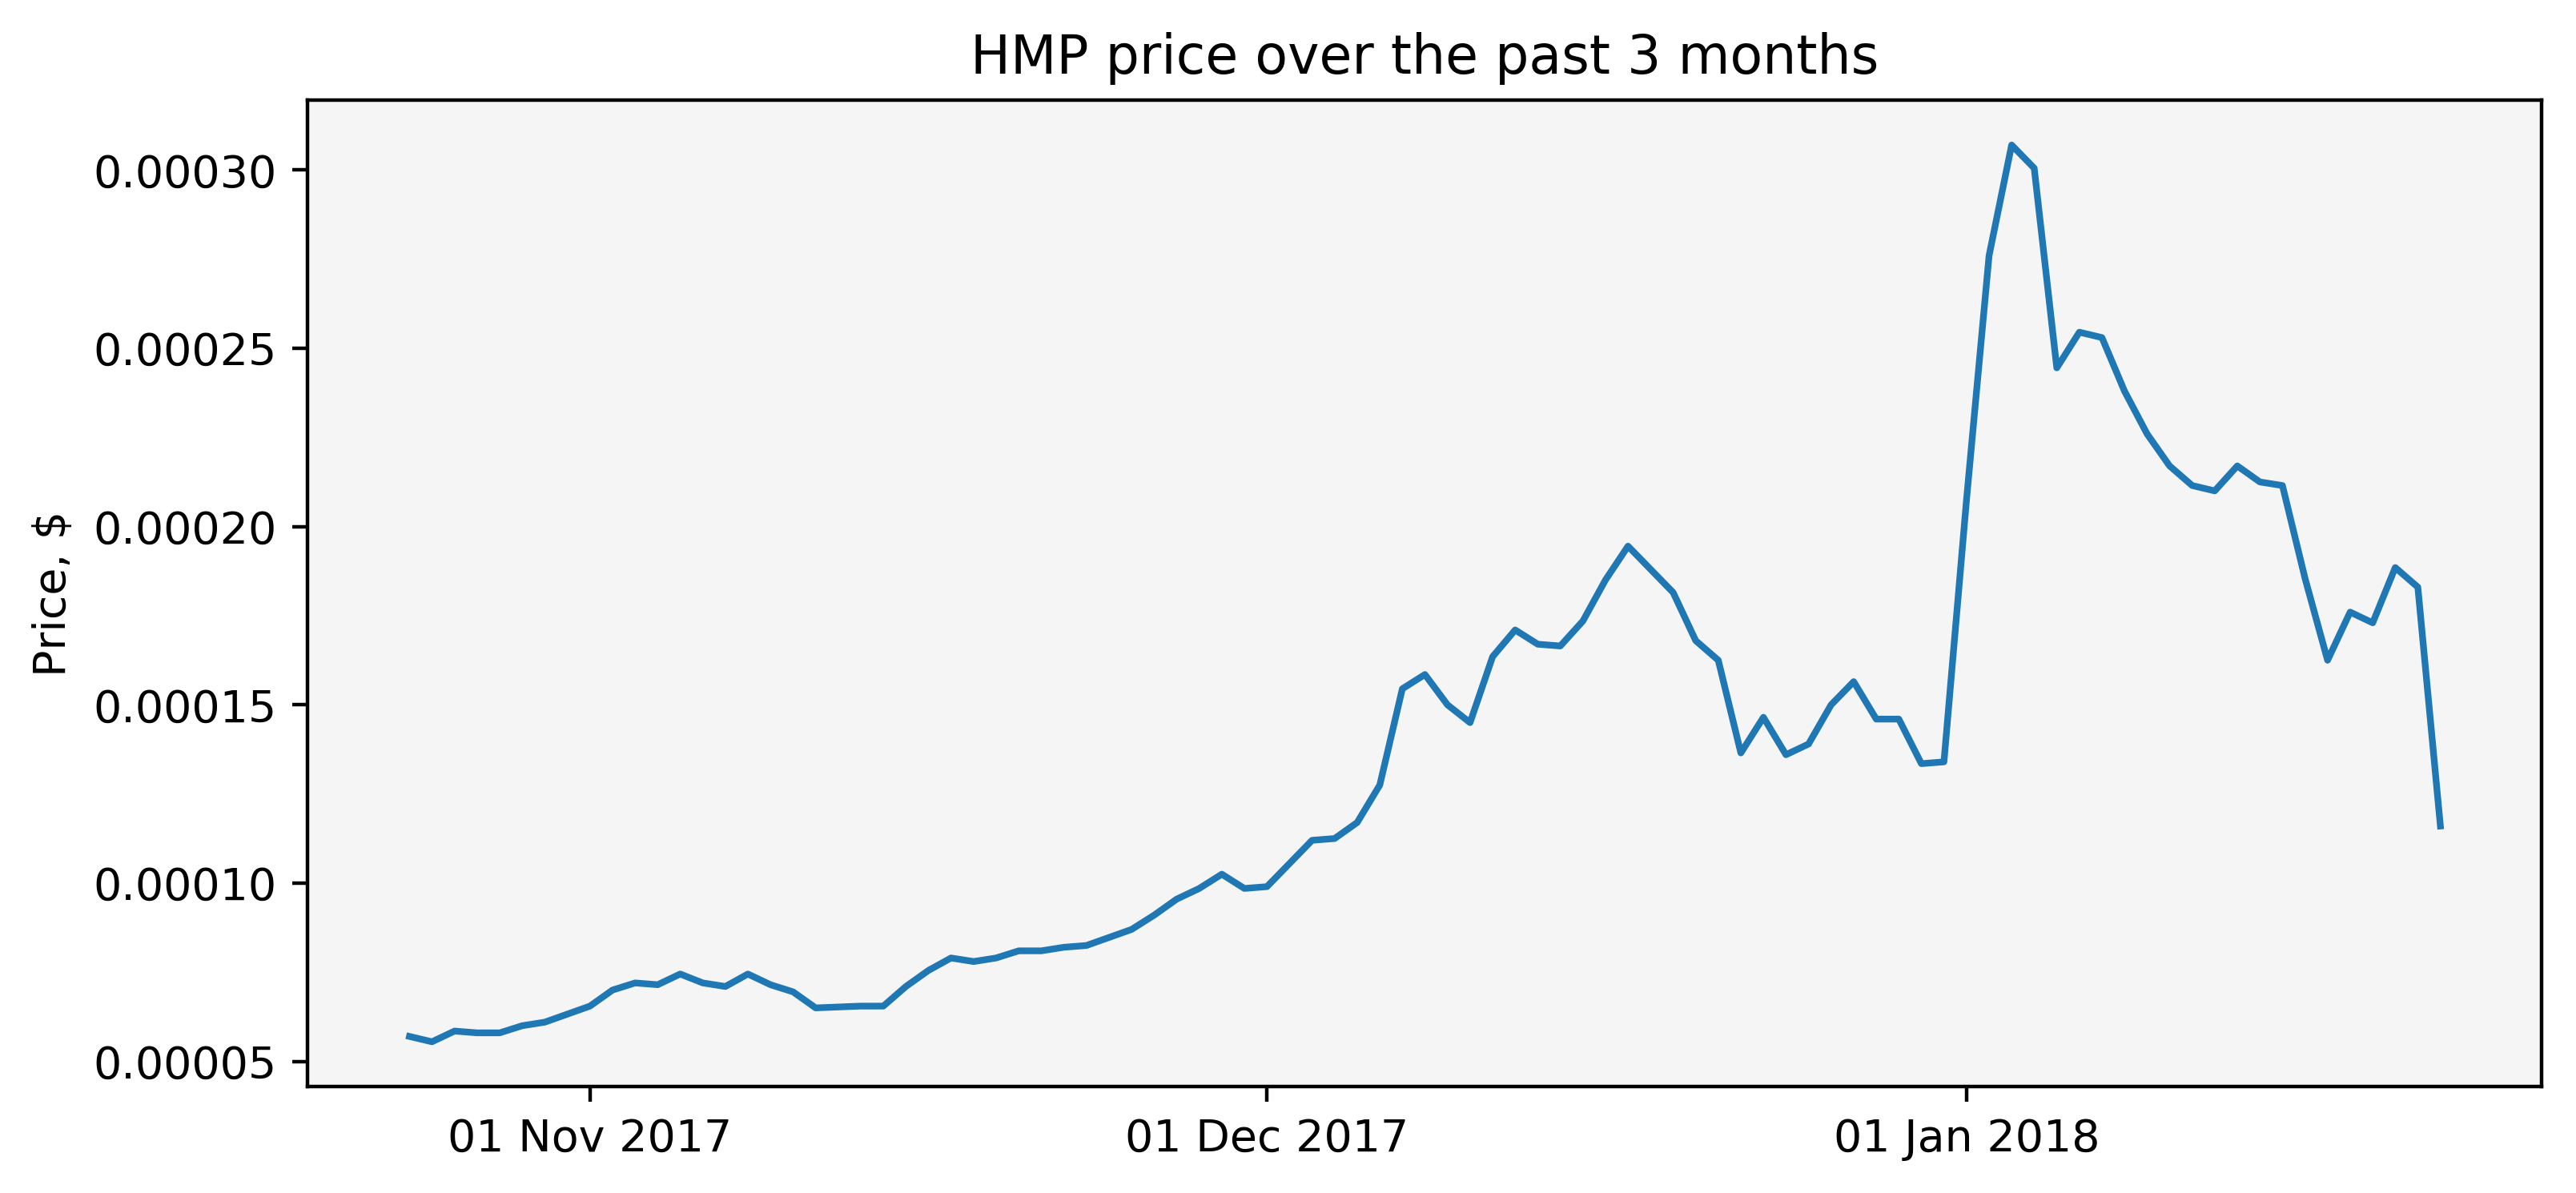 HMP price over the past 3 months
Price, $
0.00030
0.00025
0.00020
0.00015
0.00010
0.00005
01 Nov 2017
01 Dec 2017
01 Jan 2018